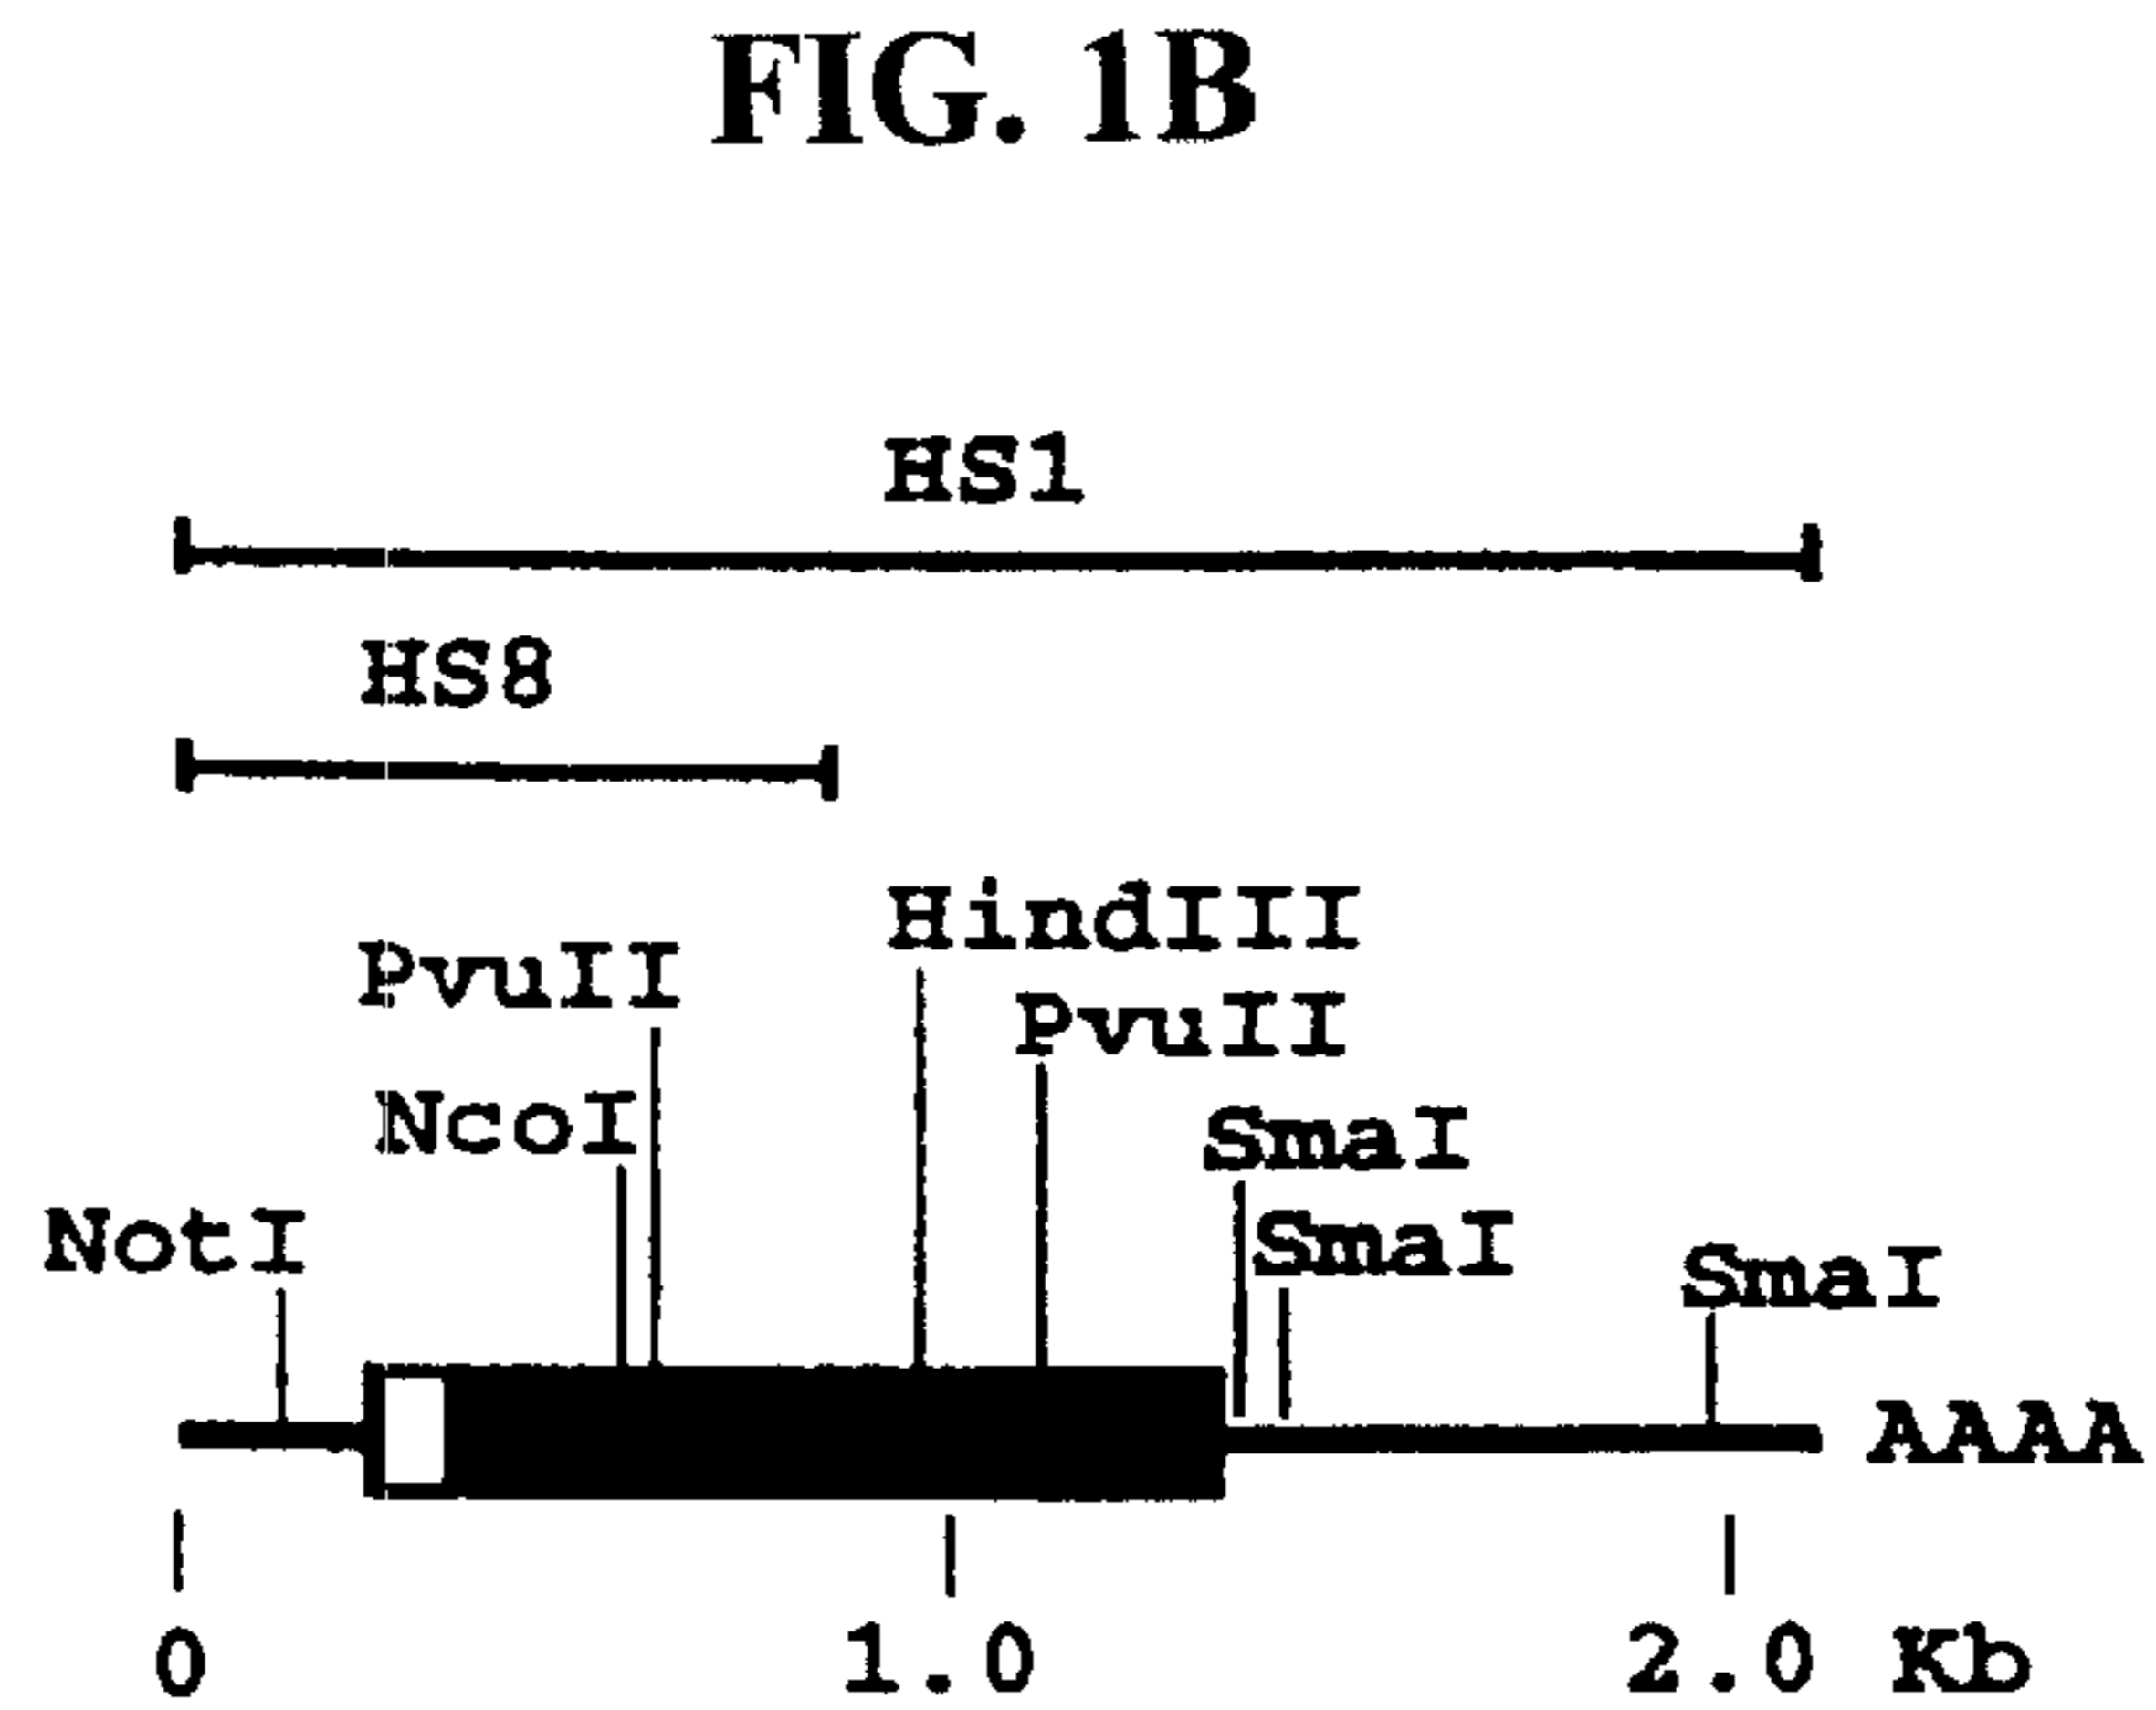 FIG. 1B
HS1
HS8
HindIII
PvuII
PvuII
NcoI
SmaI
NotI
SmaI
SmaI
AAAA
0 1.0 2.0 Kb